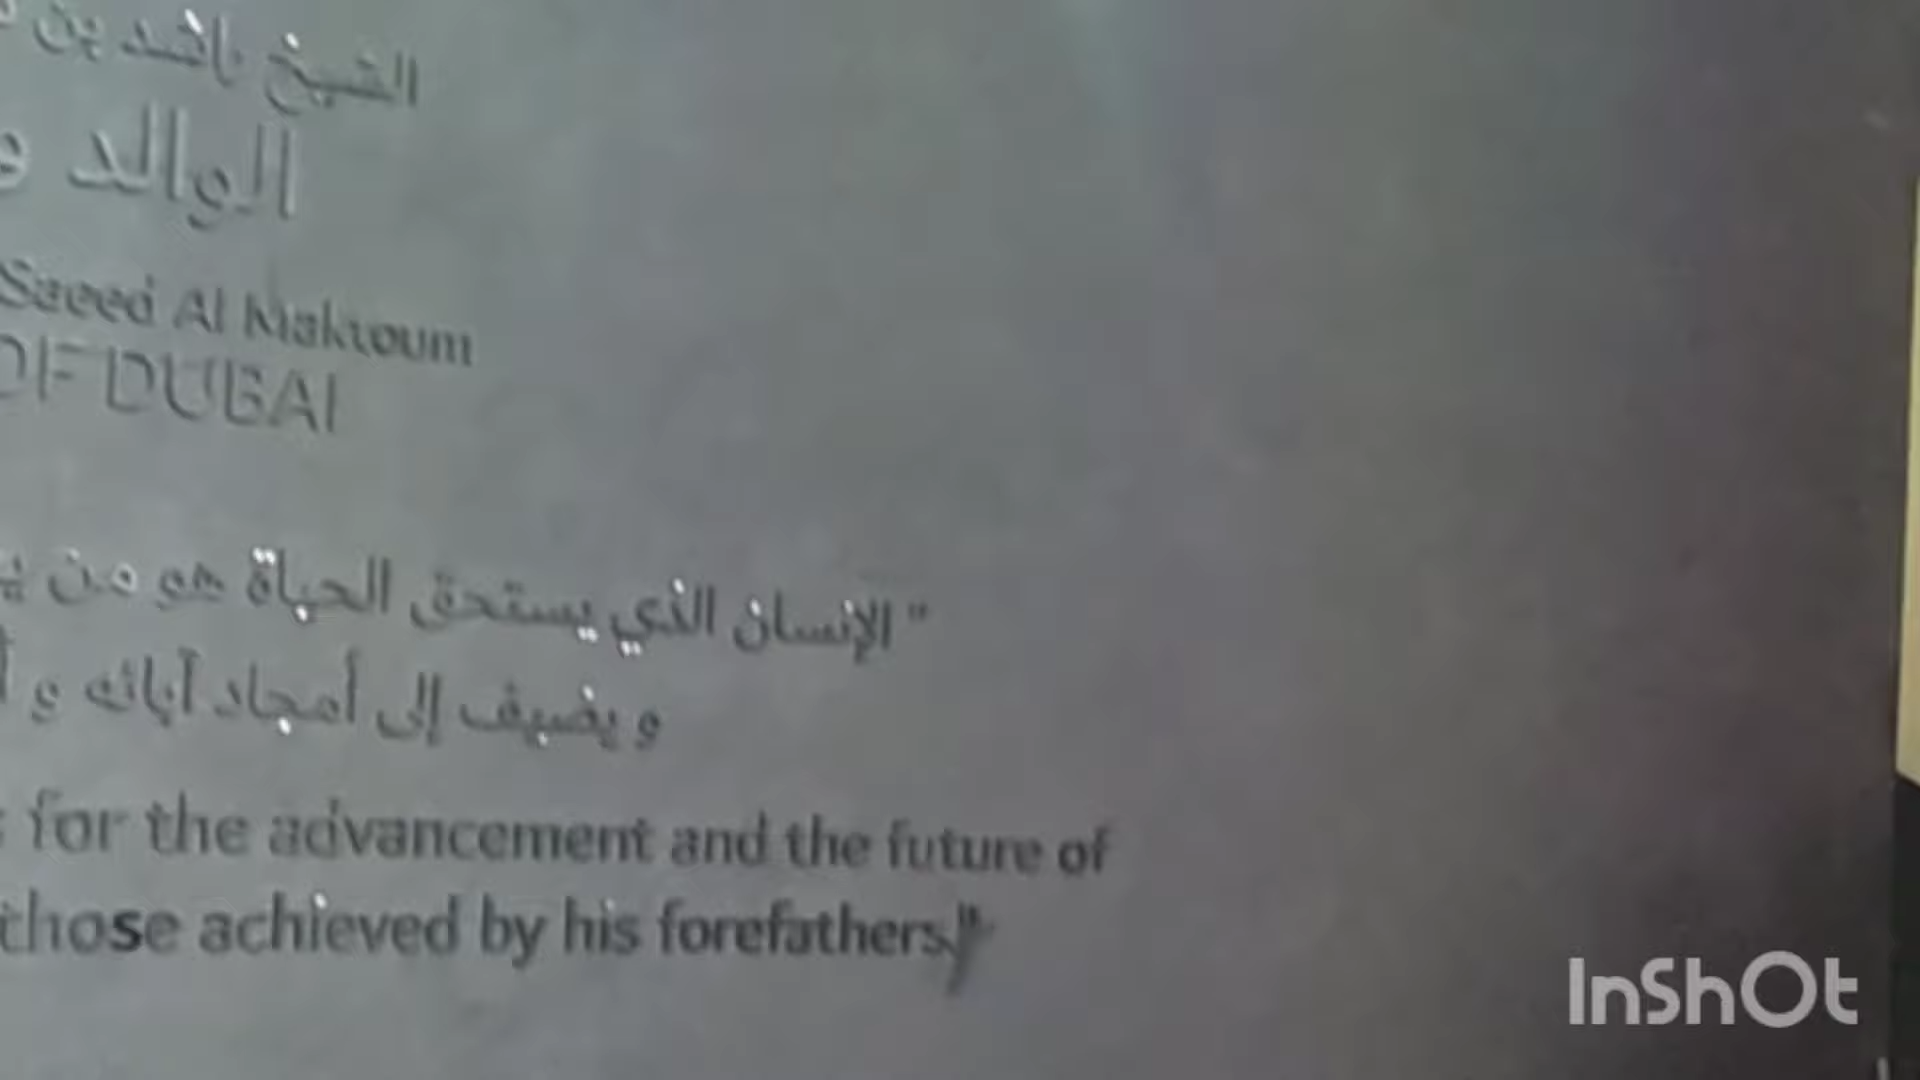 الشيخ راشد بن
الوالد و
Saeed Al Maktoum
OF DUBAI
" الإنسان الذي يستحق الحياة هو من
و يضيف إلى أمجاد آبائه و
for the advancement and the future of
those achieved by his forefathers."
InShOt